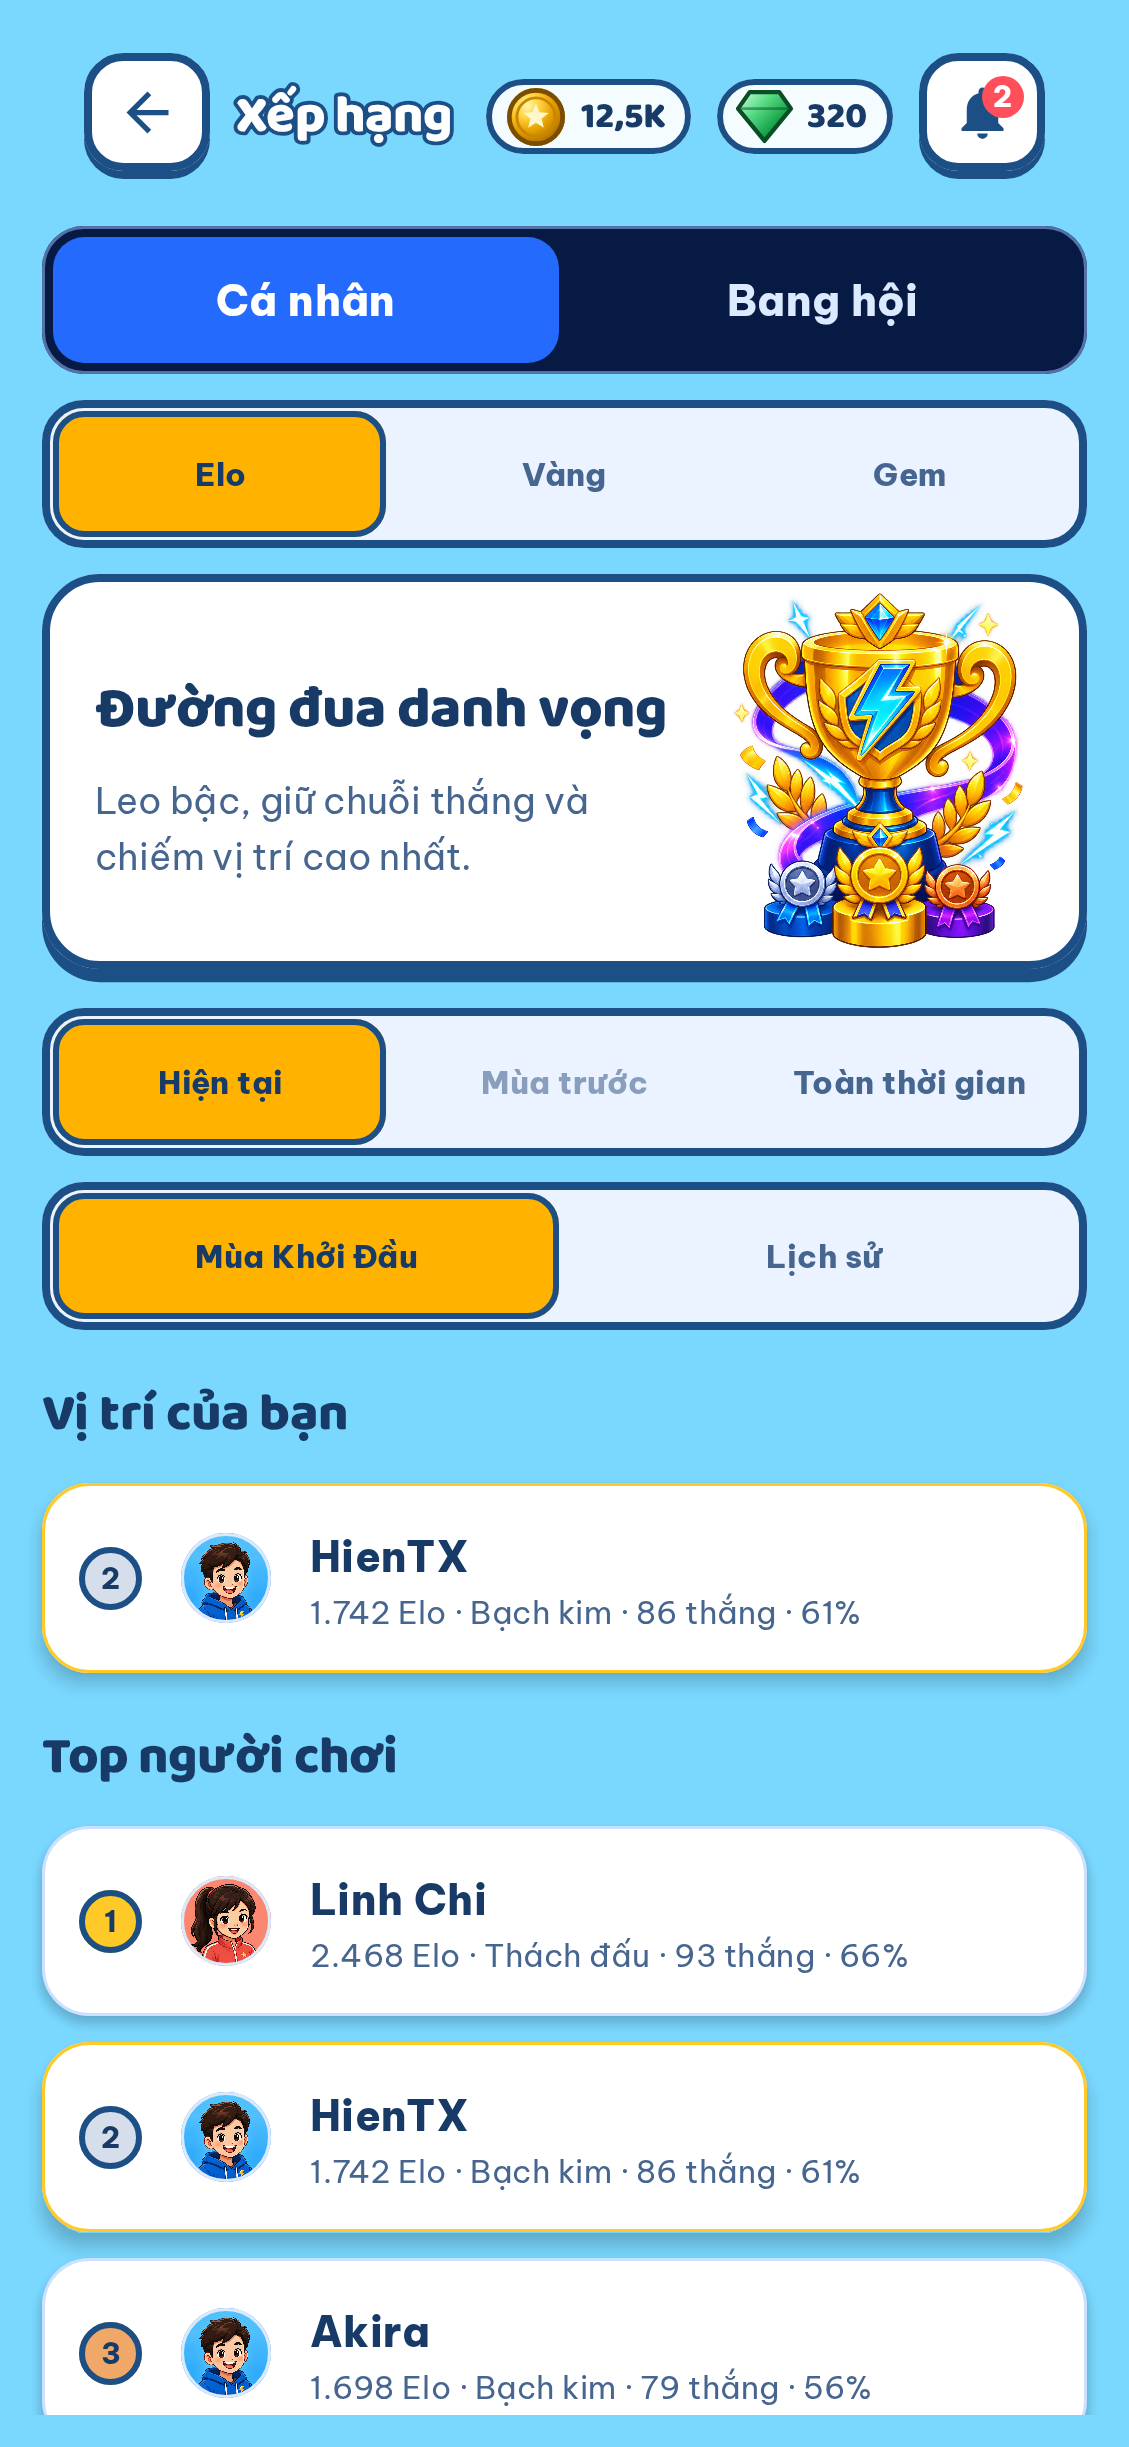 Xếp hạng
12,5K
320
2
Cá nhân
Bang hội
Elo
Vàng
Gem
Đường đua danh vọng
Leo bậc, giữ chuỗi thắng và
chiếm vị trí cao nhất.
Hiện tại
Mùa trước
Toàn thời gian
Mùa Khởi Đầu
Lịch sử
Vị trí của bạn
2
HienTX
1.742 Elo · Bạch kim · 86 thắng · 61%
Top người chơi
1
Linh Chi
2.468 Elo · Thách đấu · 93 thắng · 66%
2
HienTX
1.742 Elo · Bạch kim · 86 thắng · 61%
3
Akira
1.698 Elo · Bạch kim · 79 thắng · 56%